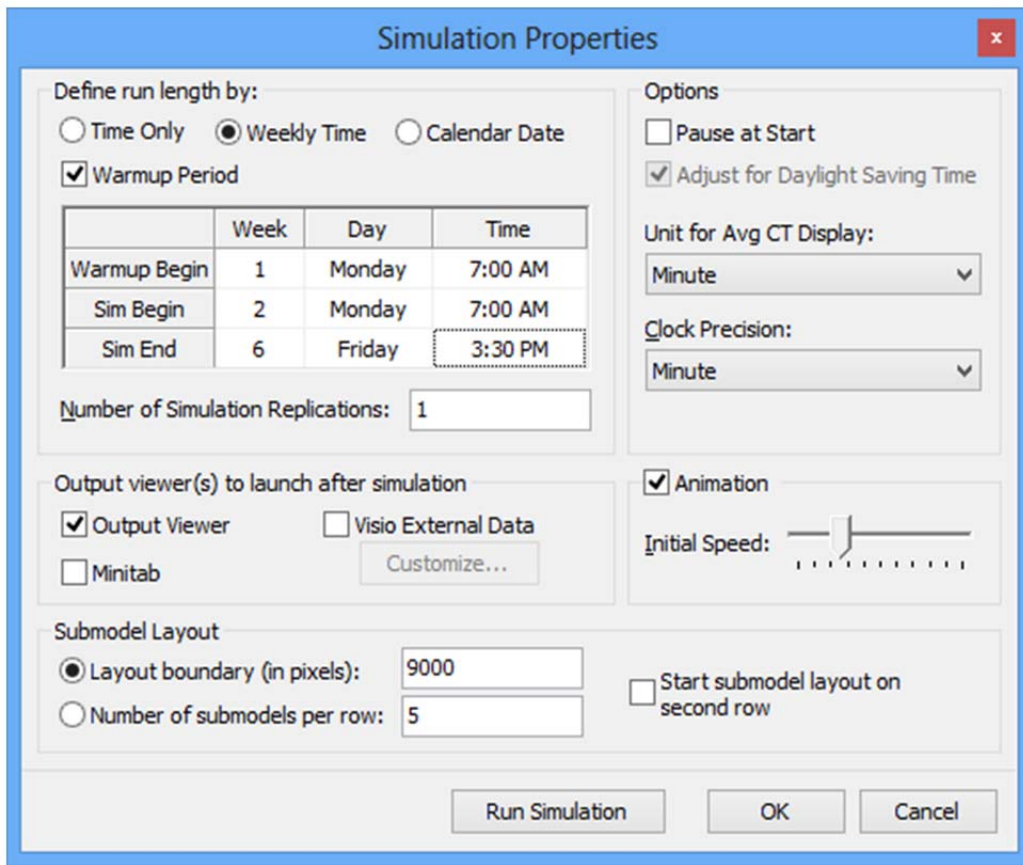 Simulation Properties
x
Define run length by:
Time Only Weekly Time Calendar Date
Warmup Period
Week Day Time
Warmup Begin 1 Monday 7:00 AM
Sim Begin 2 Monday 7:00 AM
Sim End 6 Friday 3:30 PM
Number of Simulation Replications: 1
Options
Pause at Start
Adjust for Daylight Saving Time
Unit for Avg CT Display:
Minute
Clock Precision:
Minute
Output viewer(s) to launch after simulation
Output Viewer Visio External Data
Minitab Customize...
Animation
Initial Speed:
Submodel Layout
Layout boundary (in pixels): 9000
Number of submodels per row: 5
Start submodel layout on
second row
Run Simulation OK Cancel